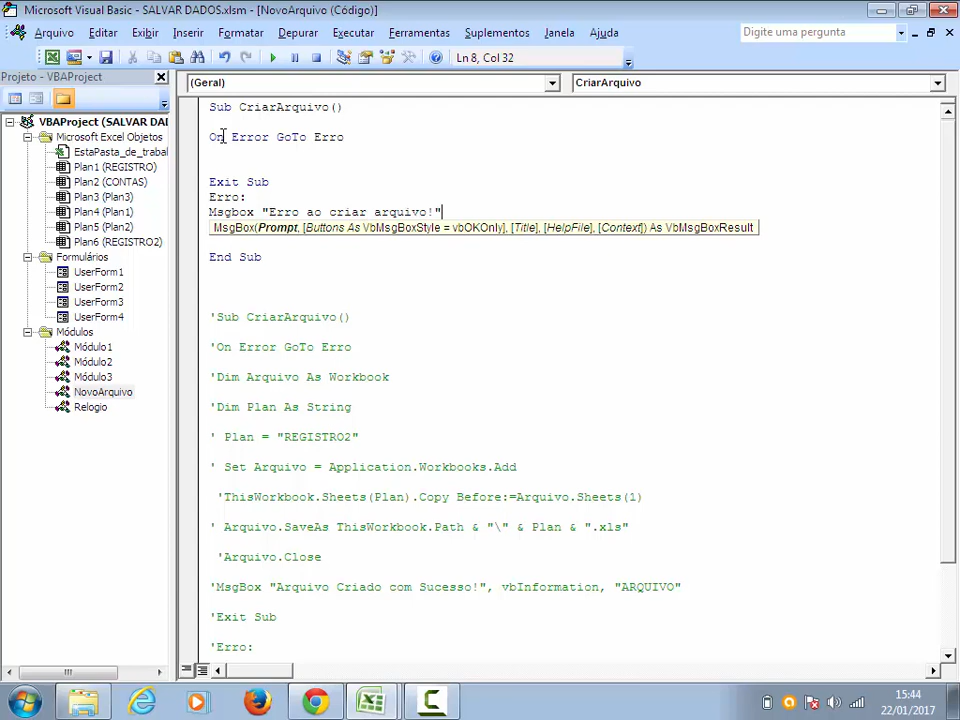 Microsoft Visual Basic - SALVAR DADOS.xlsm - [NovoArquivo (Código)]
Arquivo Editar Exibir Inserir Formatar Depurar Executar Ferramentas Suplementos Janela Ajuda Digite uma pergunta
Ln 8, Col 32
Projeto - VBAProject
(Geral) CriarArquivo
VBAProject (SALVAR DAI
Microsoft Excel Objetos
EstaPasta_de_trabal
Plan1 (REGISTRO)
Plan2 (CONTAS)
Plan3 (Plan3)
Plan4 (Plan1)
Plan5 (Plan2)
Plan6 (REGISTRO2)
Formulários
UserForm1
UserForm2
UserForm3
UserForm4
Módulos
Módulo1
Módulo2
Módulo3
NovoArquivo
Relogio
Sub CriarArquivo()
On Error GoTo Erro
Exit Sub
Erro:
Msgbox "Erro ao criar arquivo!"
MsgBox(Prompt, [Buttons As VbMsgBoxStyle = vbOKOnly], [Title], [HelpFile], [Context]) As VbMsgBoxResult
End Sub
'Sub CriarArquivo()
'On Error GoTo Erro
'Dim Arquivo As Workbook
'Dim Plan As String
' Plan = "REGISTRO2"
' Set Arquivo = Application.Workbooks.Add
'ThisWorkbook.Sheets(Plan).Copy Before:=Arquivo.Sheets(1)
' Arquivo.SaveAs ThisWorkbook.Path & "\" & Plan & ".xls"
'Arquivo.Close
'MsgBox "Arquivo Criado com Sucesso!", vbInformation, "ARQUIVO"
'Exit Sub
'Erro:
15:44
22/01/2017